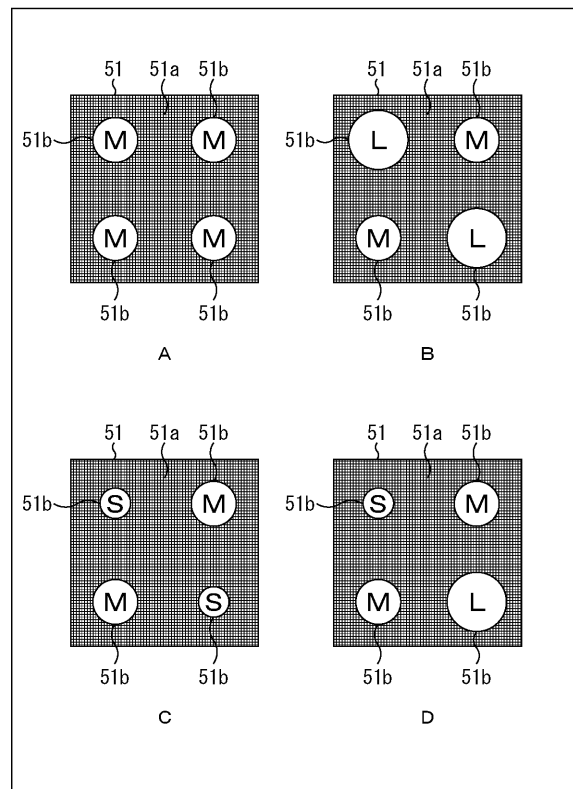 51 51a 51b 51 51a 51b
51b M M 51b L M
M M M L
51b 51b 51b 51b
A B
51 51a 51b 51 51a 51b
51b S M 51b S M
M S M L
51b 51b 51b 51b
C D